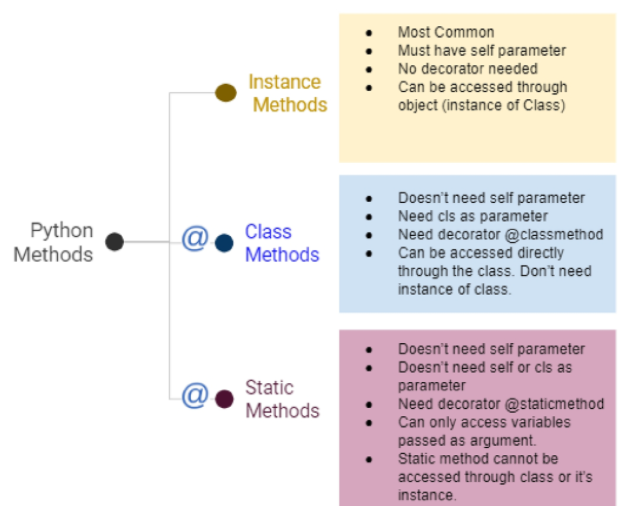 Python
Methods
Instance
Methods
• Most Common
• Must have self parameter
• No decorator needed
• Can be accessed through
object (instance of Class)
@
Class
Methods
• Doesn't need self parameter
• Need cls as parameter
• Need decorator @classmethod
• Can be accessed directly
through the class. Don't need
instance of class.
@
Static
Methods
• Doesn't need self parameter
• Doesn't need self or cls as
parameter
• Need decorator @staticmethod
• Can only access variables
passed as argument.
• Static method cannot be
accessed through class or it's
instance.